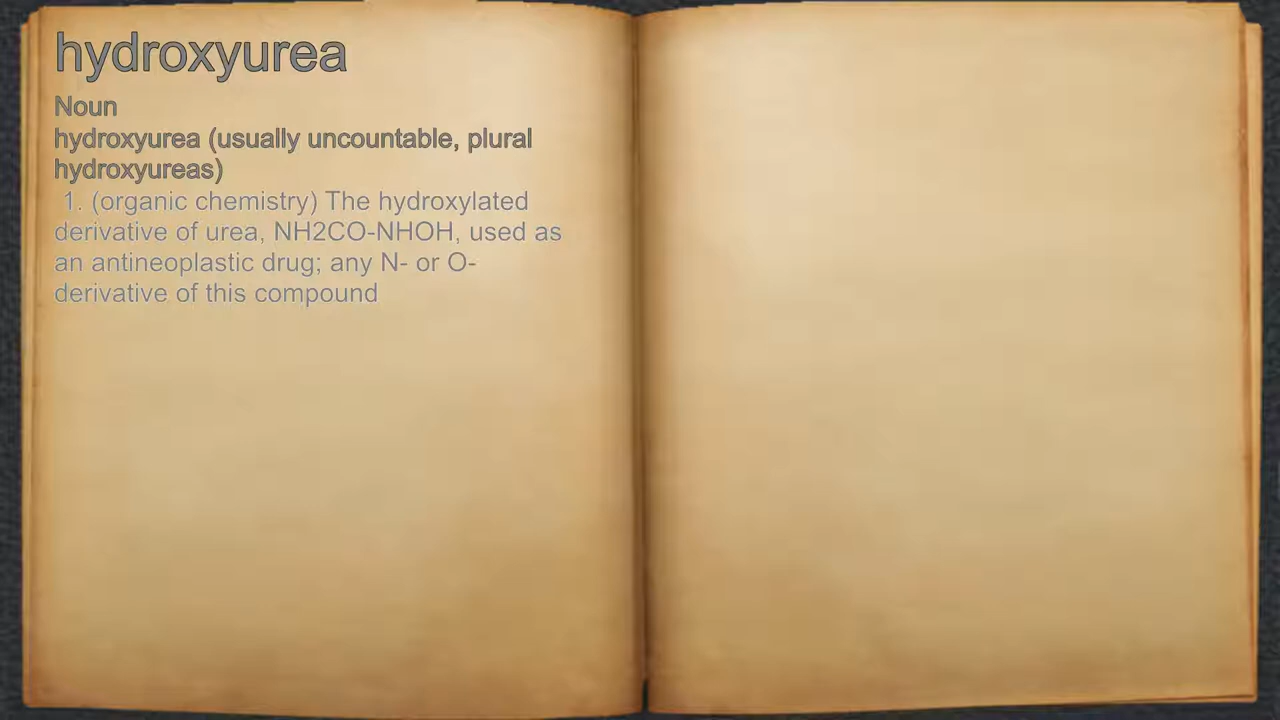 hydroxyurea
Noun
hydroxyurea (usually uncountable, plural
hydroxyureas)
1. (organic chemistry) The hydroxylated
derivative of urea, NH2CO-NHOH, used as
an antineoplastic drug; any N- or O-
derivative of this compound